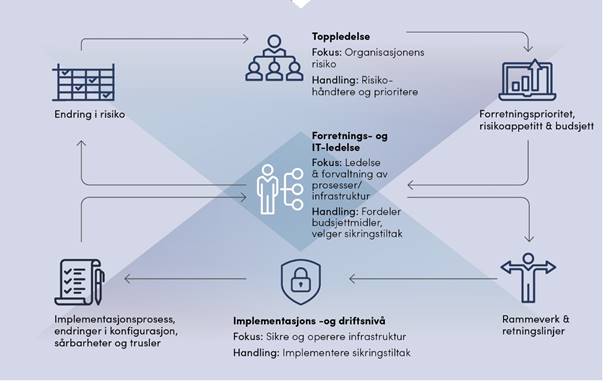 Toppledelse
Fokus: Organisasjonens
risiko
Handling: Risiko-
håndtere og prioritere
Endring i risiko
Forretningsprioritet,
risikoappetitt & budsjett
Forretnings- og
IT-ledelse
Fokus: Ledelse
& forvaltning av
prosesser/
infrastruktur
Handling: Fordeler
budsjettmidler,
velger sikringstiltak
Implementasjonsprosess,
endringer i konfigurasjon,
sårbarheter og trusler
Implementasjons -og driftsnivå
Fokus: Sikre og operere infrastruktur
Handling: Implementere sikringstiltak
Rammeverk &
retningslinjer